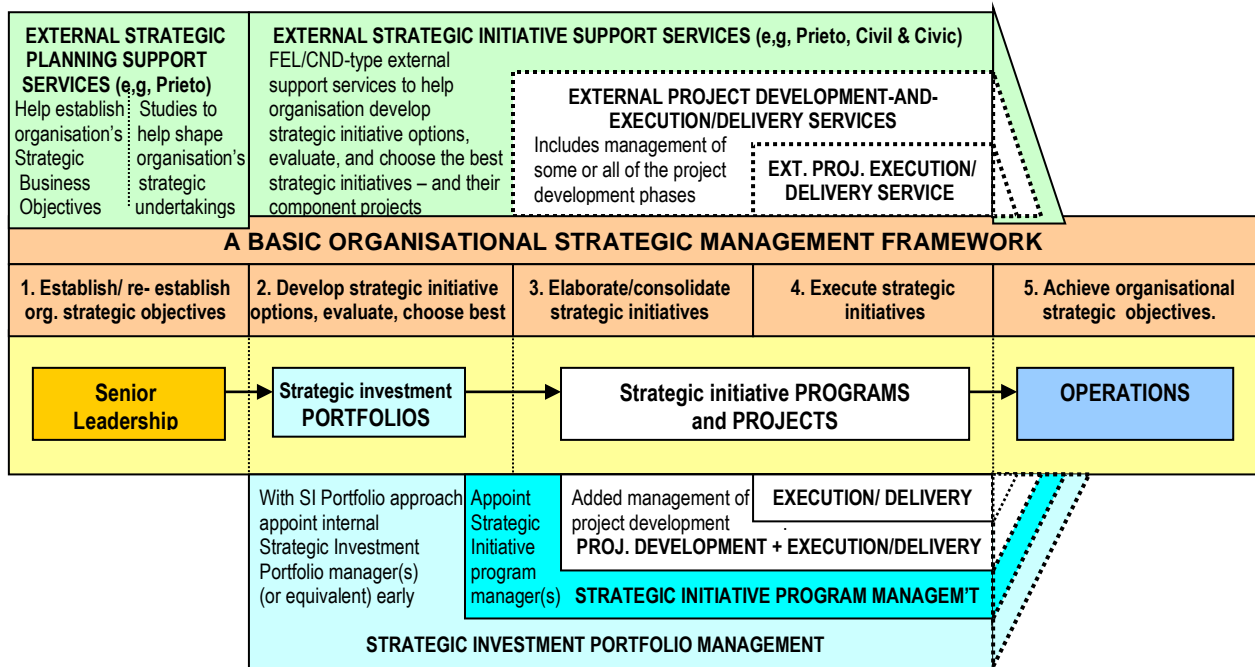 EXTERNAL STRATEGIC
PLANNING SUPPORT
SERVICES (e,g, Prieto)
Help establish
organisation's
Strategic
Business
Objectives
Studies to
help shape
organisation's
strategic
undertakings
EXTERNAL STRATEGIC INITIATIVE SUPPORT SERVICES (e,g, Prieto, Civil & Civic)
FEL/CND-type external
support services to help
organisation develop
strategic initiative options,
evaluate, and choose the best
strategic initiatives – and their
component projects
EXTERNAL PROJECT DEVELOPMENT-AND-
EXECUTION/DELIVERY SERVICES
Includes management of
some or all of the project
development phases
EXT. PROJ. EXECUTION/
DELIVERY SERVICE
A BASIC ORGANISATIONAL STRATEGIC MANAGEMENT FRAMEWORK
1. Establish/ re- establish
org. strategic objectives
2. Develop strategic initiative
options, evaluate, choose best
3. Elaborate/consolidate
strategic initiatives
4. Execute strategic
initiatives
5. Achieve organisational
strategic objectives.
Senior
Leadership
Strategic investment
PORTFOLIOS
Strategic initiative PROGRAMS
and PROJECTS
OPERATIONS
With SI Portfolio approach
appoint internal
Strategic Investment
Portfolio manager(s)
(or equivalent) early
Appoint
Strategic
Initiative
program
manager(s)
Added management of
project development
EXECUTION/ DELIVERY
PROJ. DEVELOPMENT + EXECUTION/DELIVERY
STRATEGIC INITIATIVE PROGRAM MANAGEM'T
STRATEGIC INVESTMENT PORTFOLIO MANAGEMENT